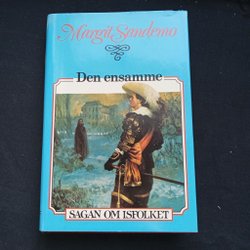 Margit Sandemo
Den ensamme
SAGAN OM ISFOLKET